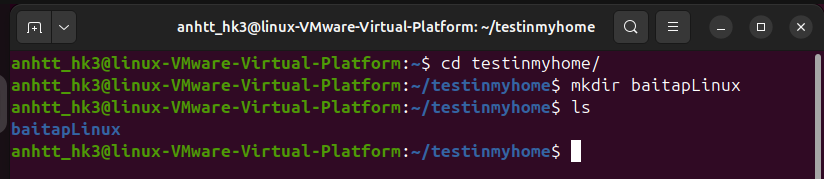 anhtt_hk3@linux-VMware-Virtual-Platform: ~/testinmyhome
anhtt_hk3@linux-VMware-Virtual-Platform:~$ cd testinmyhome/
anhtt_hk3@linux-VMware-Virtual-Platform:~/testinmyhome$ mkdir baitapLinux
anhtt_hk3@linux-VMware-Virtual-Platform:~/testinmyhome$ ls
baitapLinux
anhtt_hk3@linux-VMware-Virtual-Platform:~/testinmyhome$